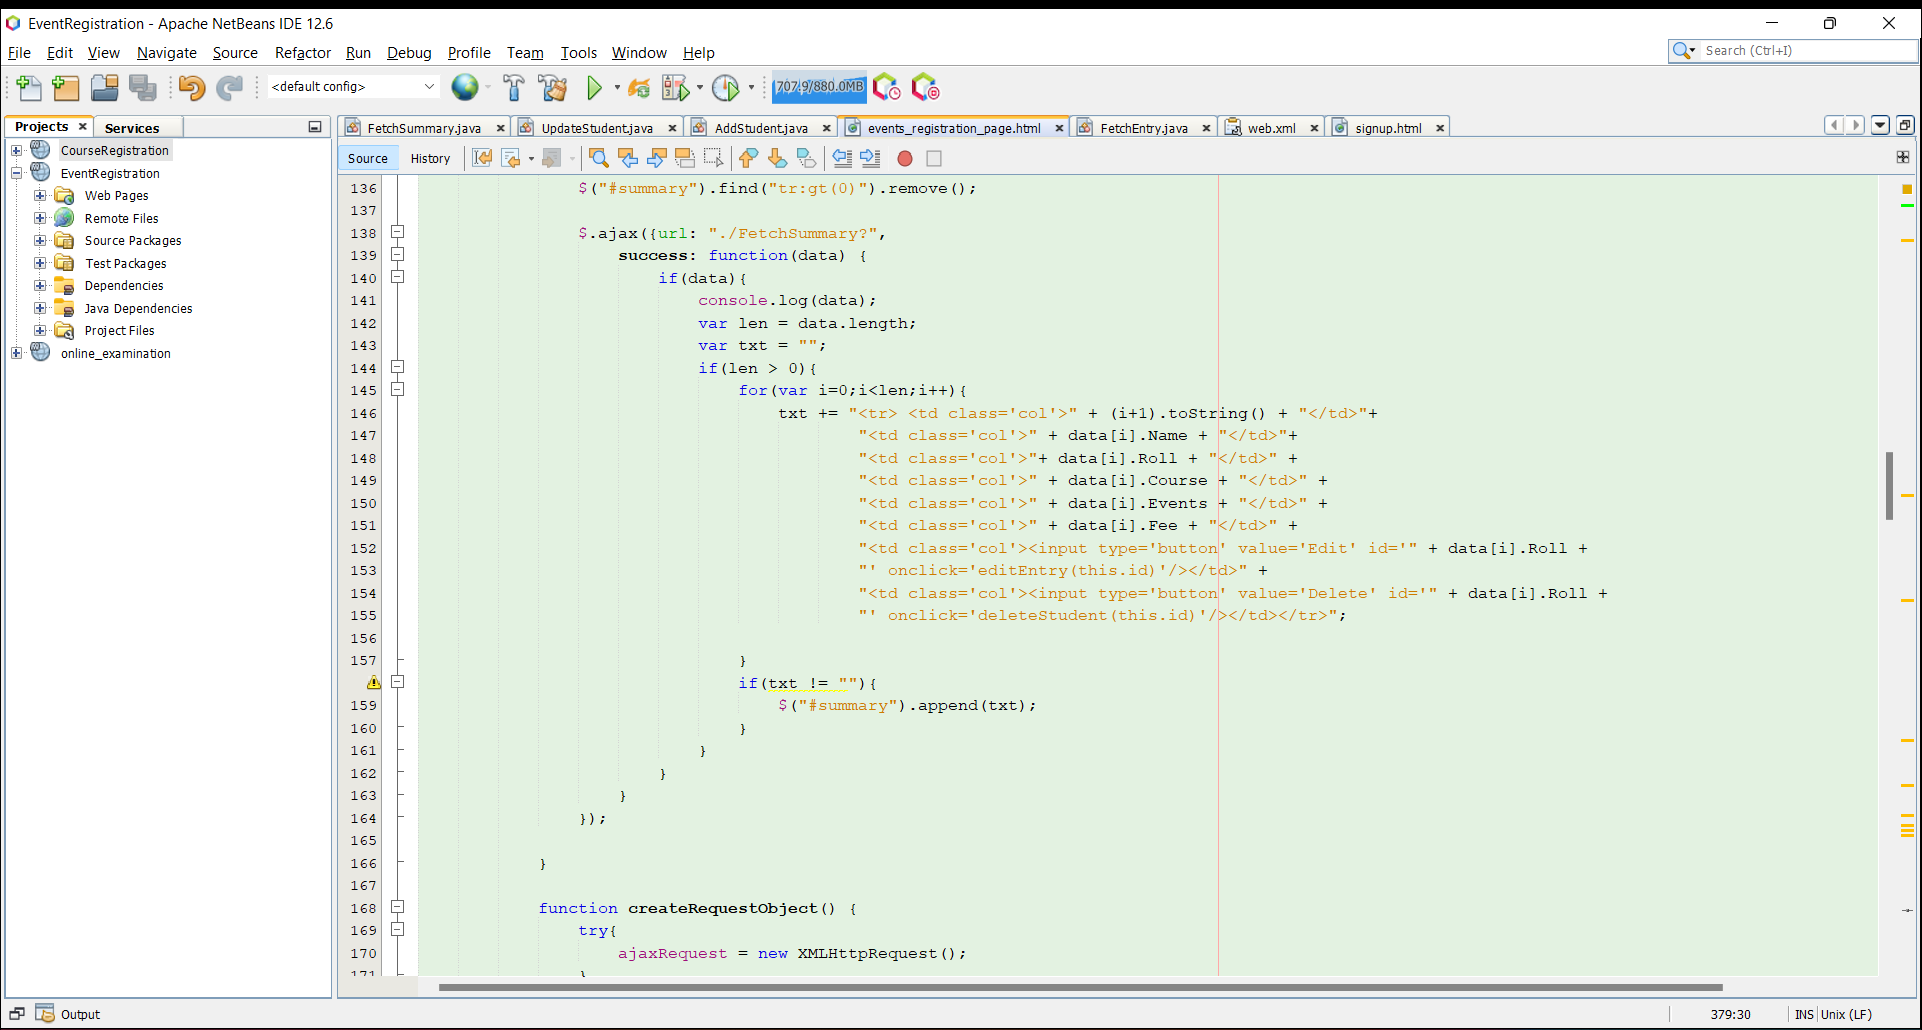 EventRegistration - Apache NetBeans IDE 12.6
File Edit View Navigate Source Refactor Run Debug Profile Team Tools Window Help
Search (Ctrl+I)
<default config>
707.9/880.0MB
Projects
Services
CourseRegistration
EventRegistration
Web Pages
Remote Files
Source Packages
Test Packages
Dependencies
Java Dependencies
Project Files
online_examination
FetchSummary.java UpdateStudent.java AddStudent.java events_registration_page.html FetchEntry.java web.xml signup.html
Source History
136 $("#summary").find("tr:gt(0)").remove();
137
138 $.ajax({url: "./FetchSummary?",
139 success: function(data) {
140 if(data){
141 console.log(data);
142 var len = data.length;
143 var txt = "";
144 if(len > 0){
145 for(var i=0;i<len;i++){
146 txt += "<tr> <td class='col'>" + (i+1).toString() + "</td>"+
147 "<td class='col'>" + data[i].Name + "</td>"+
148 "<td class='col'>"+ data[i].Roll + "</td>" +
149 "<td class='col'>" + data[i].Course + "</td>" +
150 "<td class='col'>" + data[i].Events + "</td>" +
151 "<td class='col'>" + data[i].Fee + "</td>" +
152 "<td class='col'><input type='button' value='Edit' id='" + data[i].Roll +
153 "' onclick='editEntry(this.id)'/></td>" +
154 "<td class='col'><input type='button' value='Delete' id='" + data[i].Roll +
155 "' onclick='deleteStudent(this.id)'/></td></tr>";
156
157 }
if(txt != ""){
159 $("#summary").append(txt);
160 }
161 }
162 }
163 }
164 });
165
166 }
167
168 function createRequestObject() {
169 try{
170 ajaxRequest = new XMLHttpRequest();
171 }
Output
379:30 INS Unix (LF)